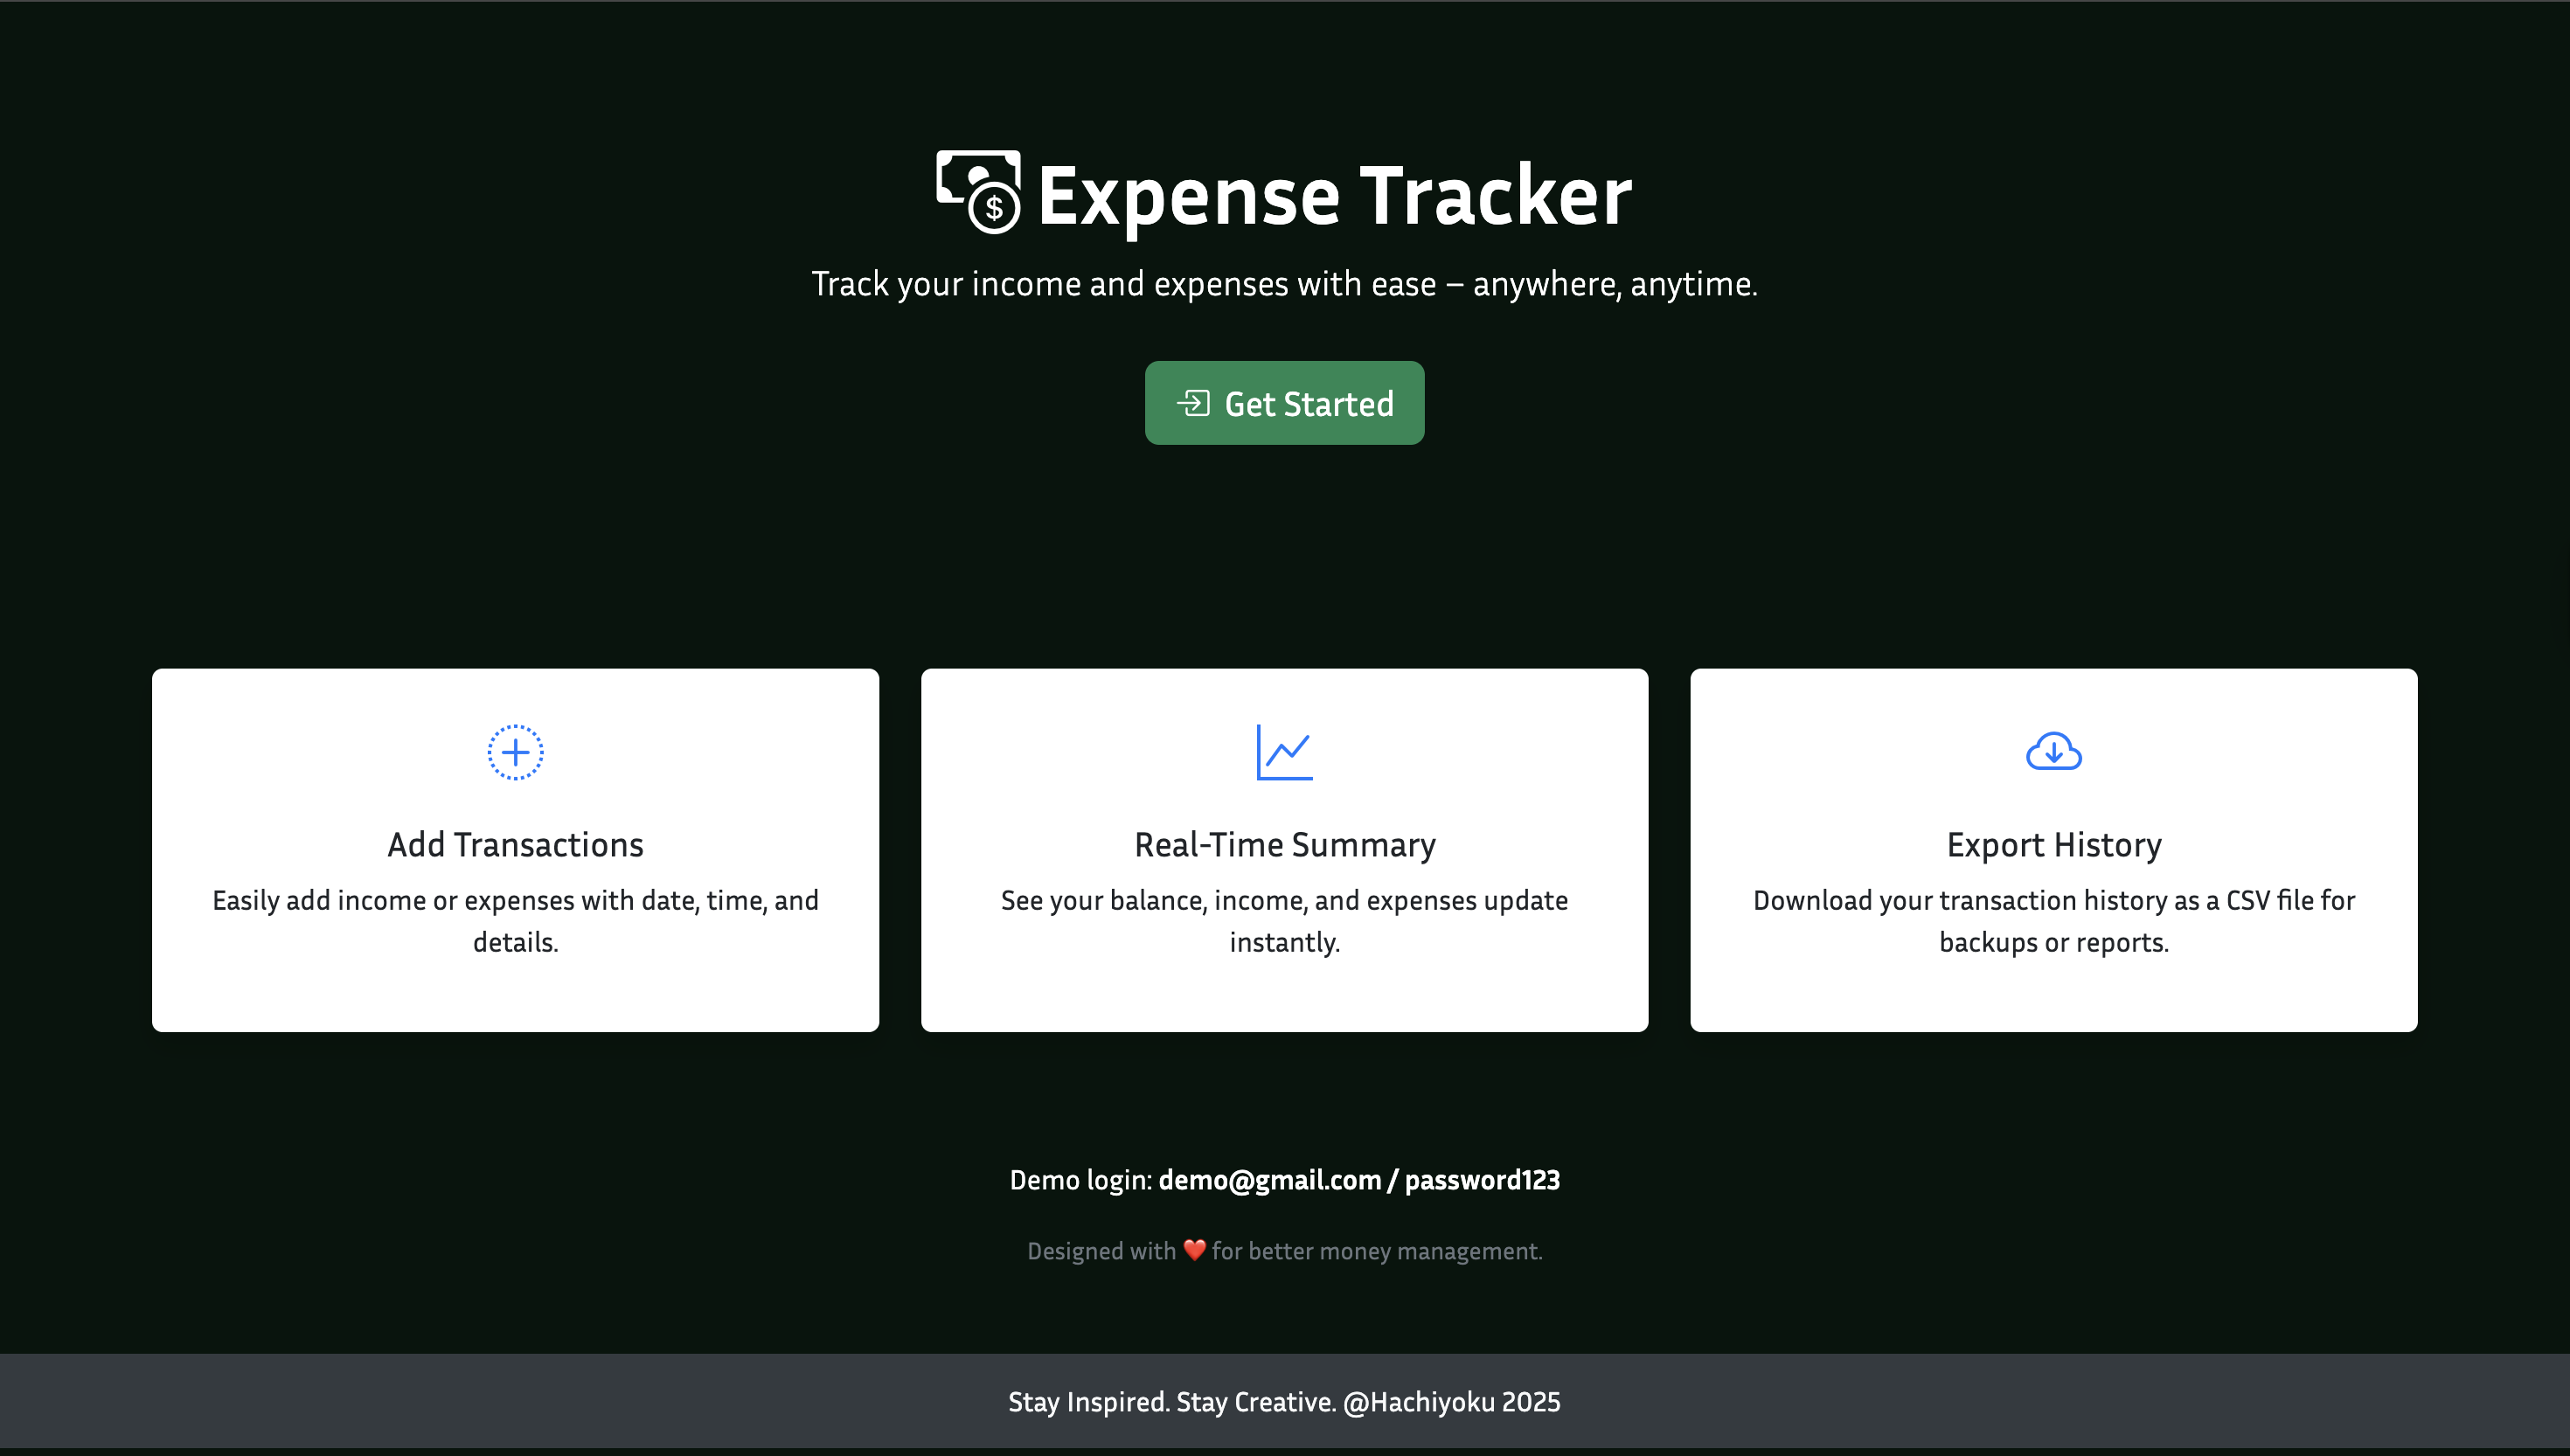 $
Expense Tracker
Track your income and expenses with ease – anywhere, anytime.
Get Started
Add Transactions
Easily add income or expenses with date, time, and
details.
Real-Time Summary
See your balance, income, and expenses update
instantly.
Export History
Download your transaction history as a CSV file for
backups or reports.
Demo login: demo@gmail.com / password123
Designed with ❤️ for better money management.
Stay Inspired. Stay Creative. @Hachiyoku 2025